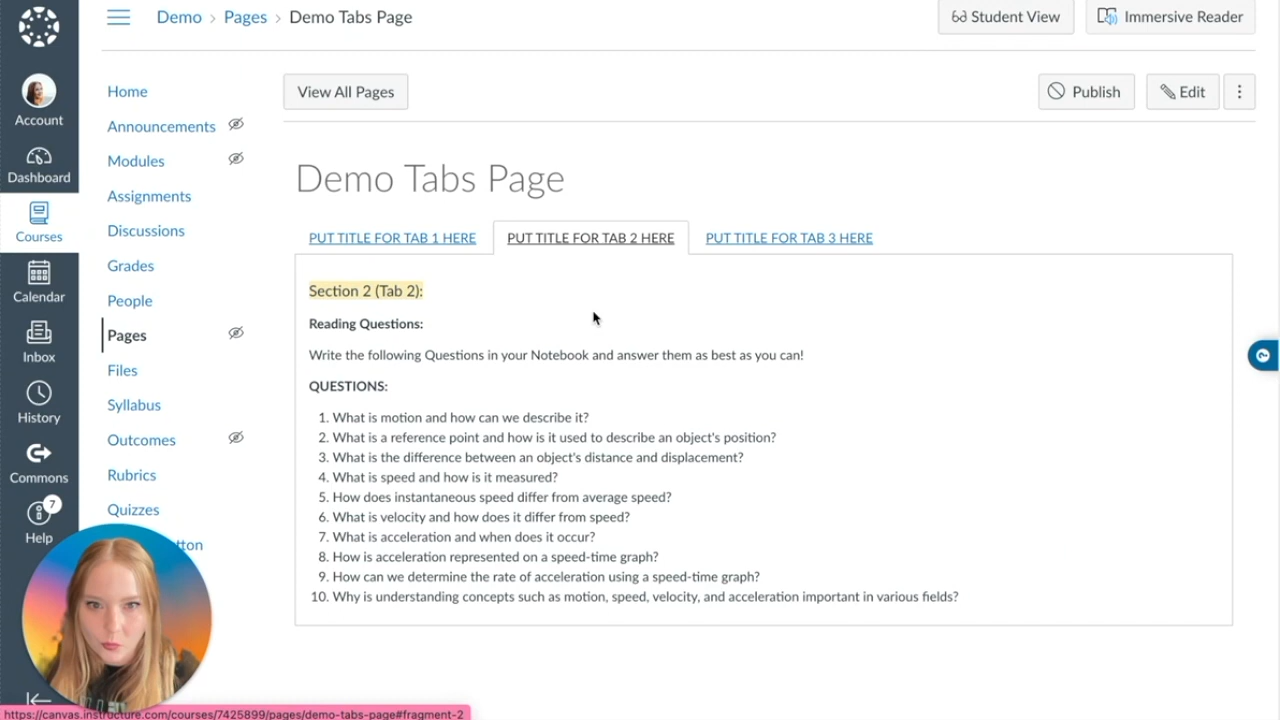 Demo > Pages > Demo Tabs Page
Student View
Immersive Reader
Account
Dashboard
Courses
Calendar
Inbox
History
Commons
7
Help
Home
Announcements
Modules
Assignments
Discussions
Grades
People
Pages
Files
Syllabus
Outcomes
Rubrics
Quizzes
tton
View All Pages
Publish
Edit
Demo Tabs Page
PUT TITLE FOR TAB 1 HERE
PUT TITLE FOR TAB 2 HERE
PUT TITLE FOR TAB 3 HERE
Section 2 (Tab 2):
Reading Questions:
Write the following Questions in your Notebook and answer them as best as you can!
QUESTIONS:
1. What is motion and how can we describe it?
2. What is a reference point and how is it used to describe an object's position?
3. What is the difference between an object's distance and displacement?
4. What is speed and how is it measured?
5. How does instantaneous speed differ from average speed?
6. What is velocity and how does it differ from speed?
7. What is acceleration and when does it occur?
8. How is acceleration represented on a speed-time graph?
9. How can we determine the rate of acceleration using a speed-time graph?
10. Why is understanding concepts such as motion, speed, velocity, and acceleration important in various fields?
https://canvas.instructure.com/courses/7425899/pages/demo-tabs-page#fragment-2